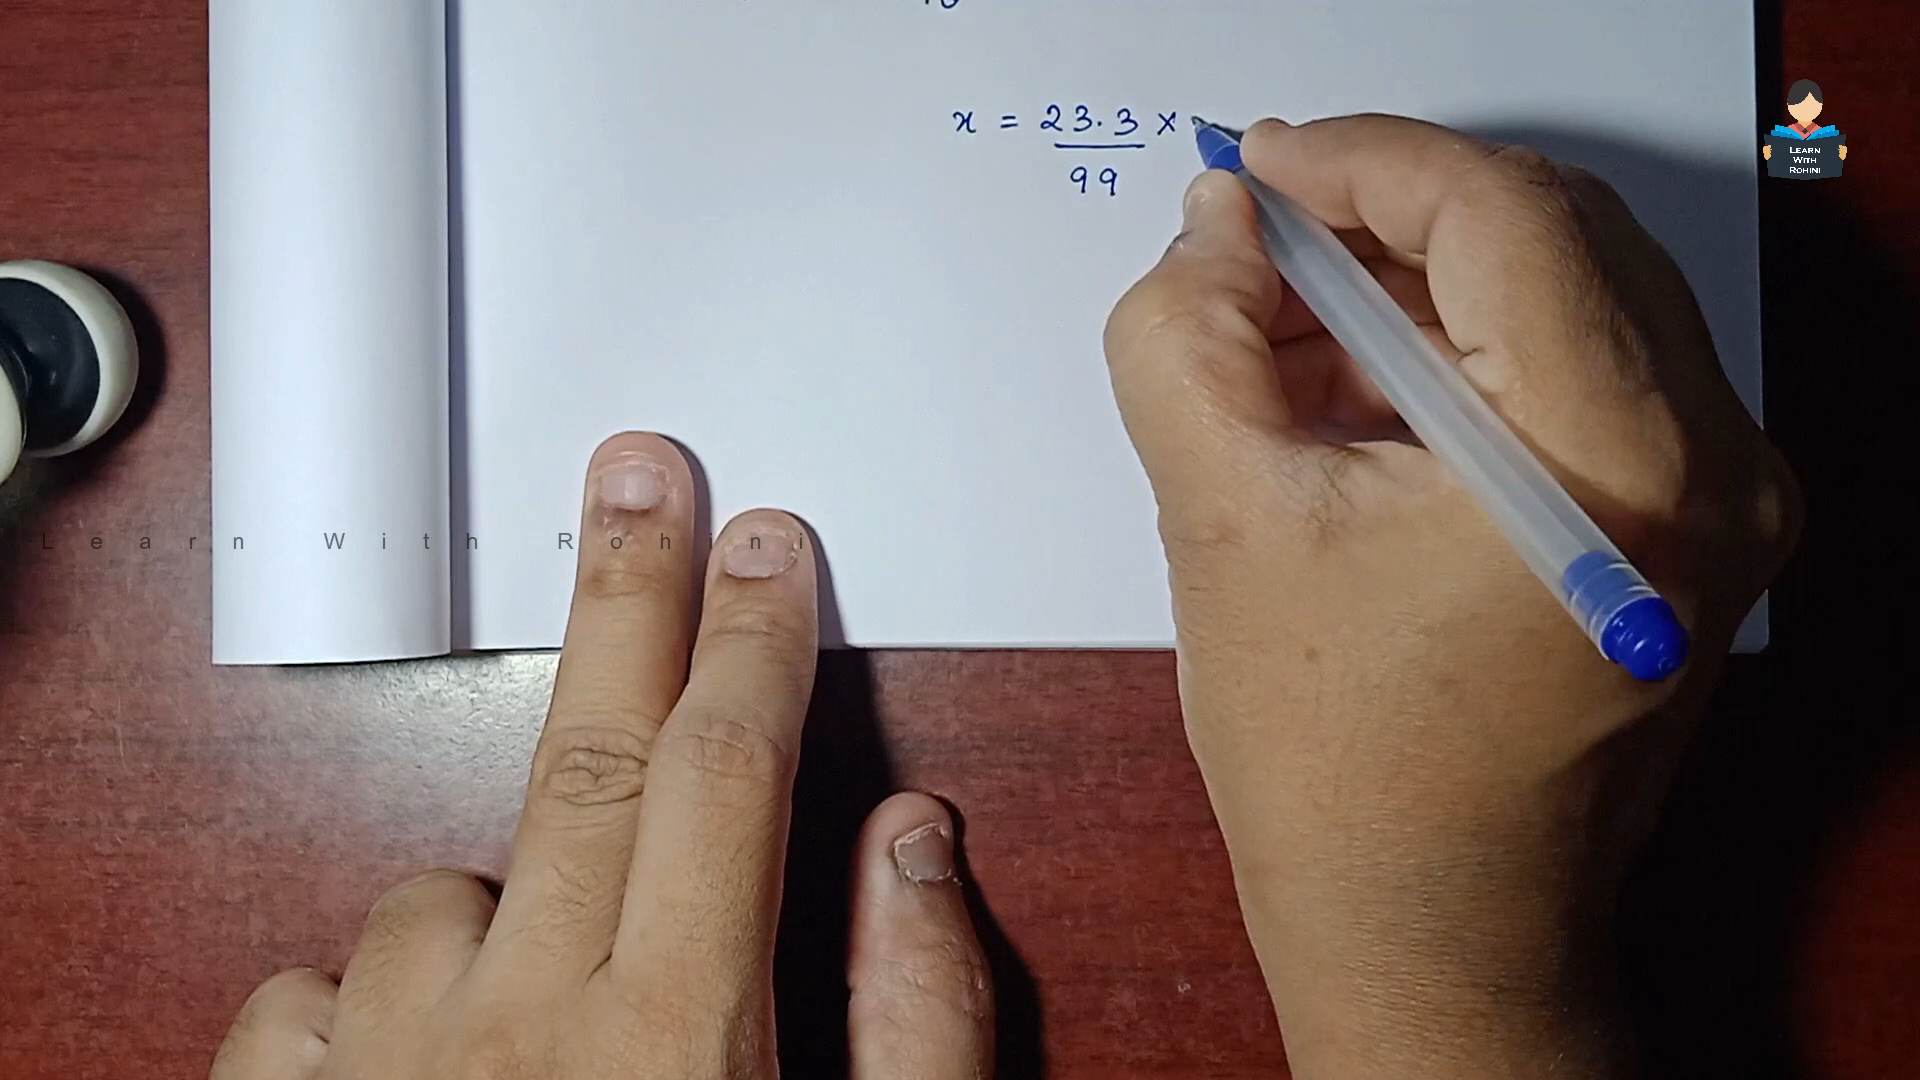 x = 23.3 ×
99
LEARN
WITH
ROHINI
Learn With Rohini